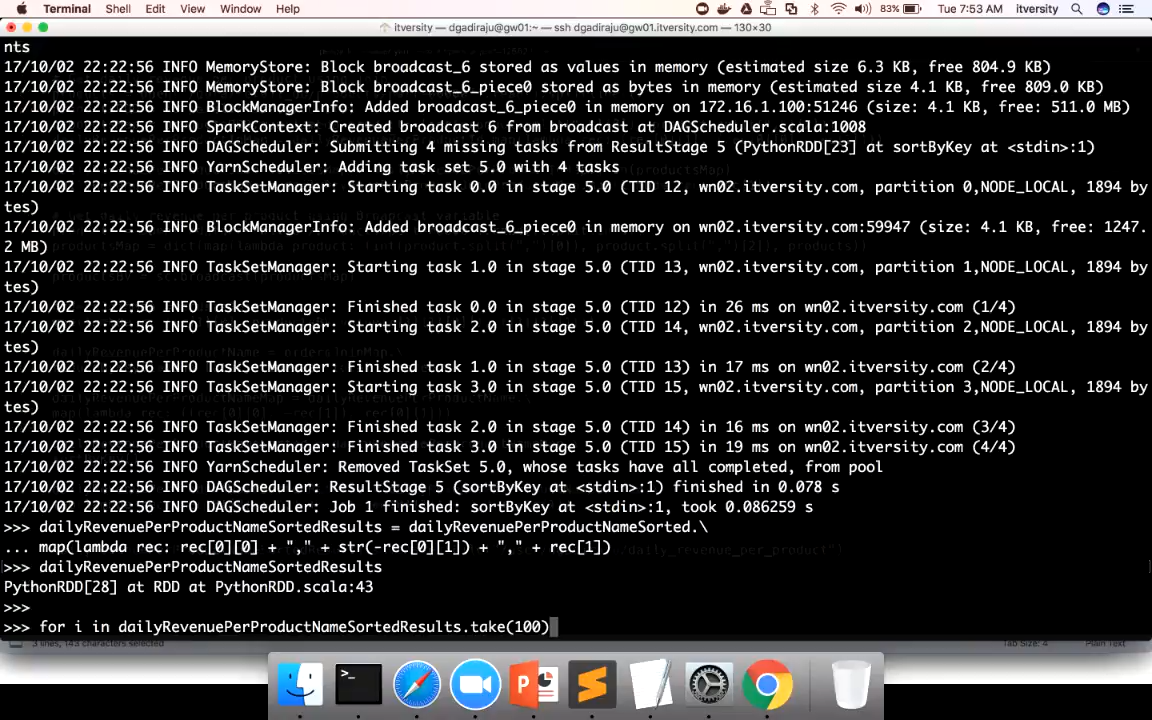 Terminal Shell Edit View Window Help 83% Tue 7:53 AM itversity
itversity — dgadiraju@gw01:~ — ssh dgadiraju@gw01.itversity.com — 130×30
nts
17/10/02 22:22:56 INFO MemoryStore: Block broadcast_6 stored as values in memory (estimated size 6.3 KB, free 804.9 KB)
17/10/02 22:22:56 INFO MemoryStore: Block broadcast_6_piece0 stored as bytes in memory (estimated size 4.1 KB, free 809.0 KB)
17/10/02 22:22:56 INFO BlockManagerInfo: Added broadcast_6_piece0 in memory on 172.16.1.100:51246 (size: 4.1 KB, free: 511.0 MB)
17/10/02 22:22:56 INFO SparkContext: Created broadcast 6 from broadcast at DAGScheduler.scala:1008
17/10/02 22:22:56 INFO DAGScheduler: Submitting 4 missing tasks from ResultStage 5 (PythonRDD[23] at sortByKey at <stdin>:1)
17/10/02 22:22:56 INFO YarnScheduler: Adding task set 5.0 with 4 tasks
17/10/02 22:22:56 INFO TaskSetManager: Starting task 0.0 in stage 5.0 (TID 12, wn02.itversity.com, partition 0,NODE_LOCAL, 1894 by
tes)
17/10/02 22:22:56 INFO BlockManagerInfo: Added broadcast_6_piece0 in memory on wn02.itversity.com:59947 (size: 4.1 KB, free: 1247.
2 MB)
17/10/02 22:22:56 INFO TaskSetManager: Starting task 1.0 in stage 5.0 (TID 13, wn02.itversity.com, partition 1,NODE_LOCAL, 1894 by
tes)
17/10/02 22:22:56 INFO TaskSetManager: Finished task 0.0 in stage 5.0 (TID 12) in 26 ms on wn02.itversity.com (1/4)
17/10/02 22:22:56 INFO TaskSetManager: Starting task 2.0 in stage 5.0 (TID 14, wn02.itversity.com, partition 2,NODE_LOCAL, 1894 by
tes)
17/10/02 22:22:56 INFO TaskSetManager: Finished task 1.0 in stage 5.0 (TID 13) in 17 ms on wn02.itversity.com (2/4)
17/10/02 22:22:56 INFO TaskSetManager: Starting task 3.0 in stage 5.0 (TID 15, wn02.itversity.com, partition 3,NODE_LOCAL, 1894 by
tes)
17/10/02 22:22:56 INFO TaskSetManager: Finished task 2.0 in stage 5.0 (TID 14) in 16 ms on wn02.itversity.com (3/4)
17/10/02 22:22:56 INFO TaskSetManager: Finished task 3.0 in stage 5.0 (TID 15) in 19 ms on wn02.itversity.com (4/4)
17/10/02 22:22:56 INFO YarnScheduler: Removed TaskSet 5.0, whose tasks have all completed, from pool
17/10/02 22:22:56 INFO DAGScheduler: ResultStage 5 (sortByKey at <stdin>:1) finished in 0.078 s
17/10/02 22:22:56 INFO DAGScheduler: Job 1 finished: sortByKey at <stdin>:1, took 0.086259 s
>>> dailyRevenuePerProductNameSortedResults = dailyRevenuePerProductNameSorted.\
... map(lambda rec: rec[0][0] + "," + str(-rec[0][1]) + "," + rec[1])
>>> dailyRevenuePerProductNameSortedResults
PythonRDD[28] at RDD at PythonRDD.scala:43
>>>
>>> for i in dailyRevenuePerProductNameSortedResults.take(100)
3 lines, 143 characters selected Tab Size: 4 Plain Text